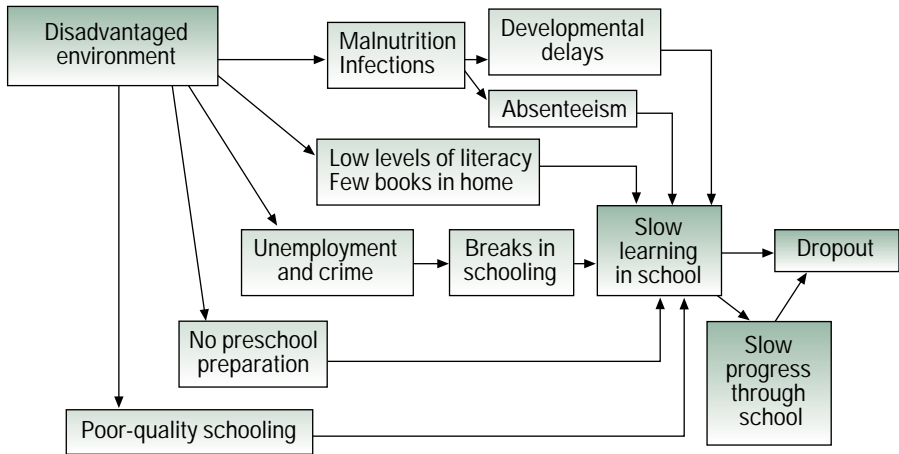 Disadvantaged
environment
Malnutrition
Infections
Developmental
delays
Absenteeism
Low levels of literacy
Few books in home
Unemployment
and crime
Breaks in
schooling
Slow
learning
in school
Dropout
No preschool
preparation
Slow
progress
through
school
Poor-quality schooling